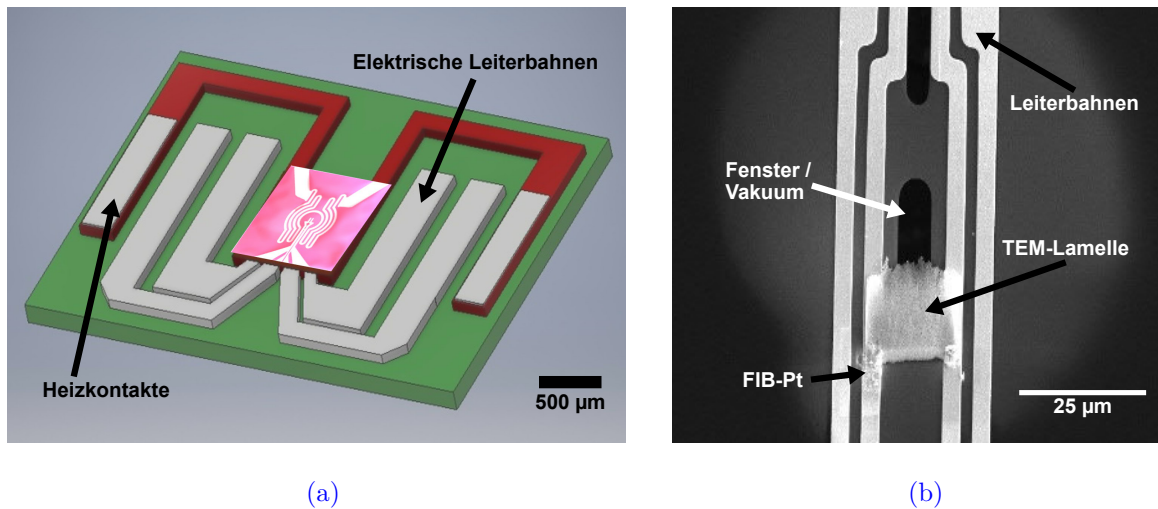 Elektrische Leiterbahnen
Heizkontakte
500 µm
Leiterbahnen
Fenster /
Vakuum
TEM-Lamelle
FIB-Pt
25 µm
(a)
(b)